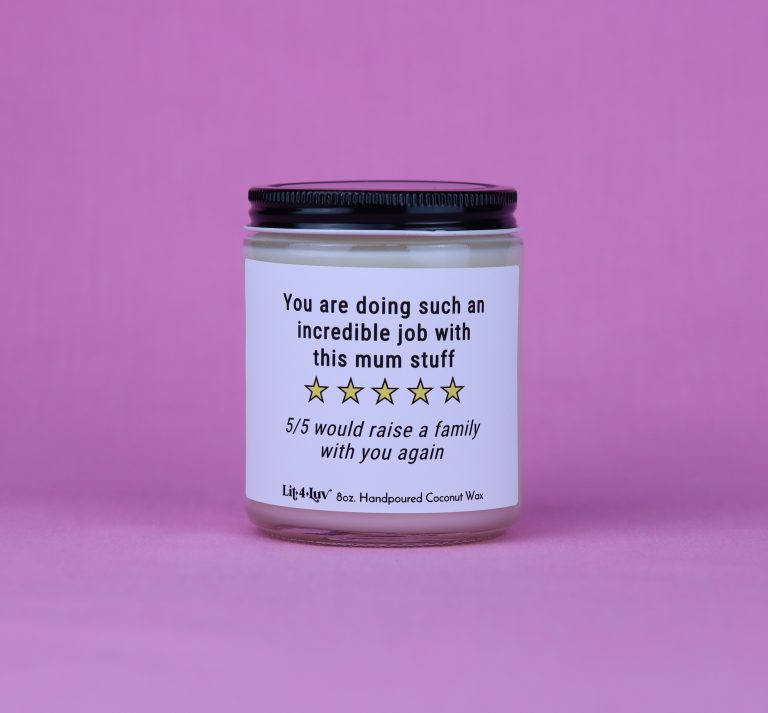 You are doing such an
incredible job with
this mum stuff
5/5 would raise a family
with you again
Lit4Luv 8oz. Handpoured Coconut Wax